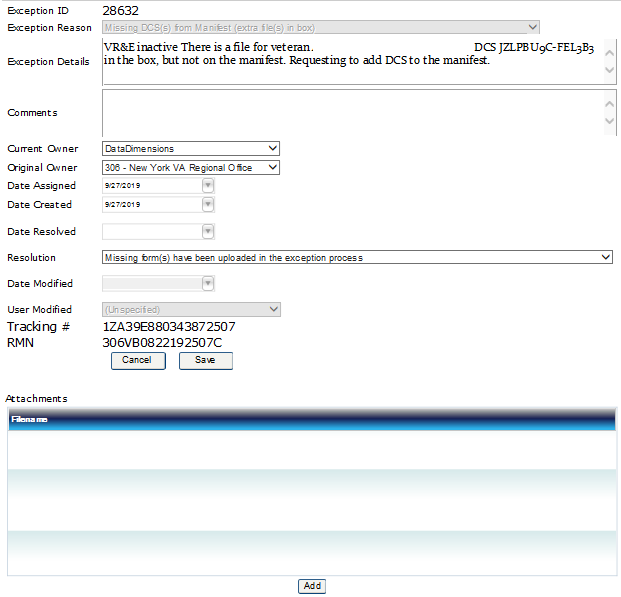 Exception ID 28632
Exception Reason Missing DCS(s) from Manifest (extra file(s) in box)
Exception Details VR&E inactive There is a file for veteran. DCS JZLPBU9C-FEL3B3
in the box, but not on the manifest. Requesting to add DCS to the manifest.
Comments
Current Owner DataDimensions
Original Owner 306 - New York VA Regional Office
Date Assigned 9/27/2019
Date Created 9/27/2019
Date Resolved
Resolution Missing form(s) have been uploaded in the exception process
Date Modified
User Modified (Unspecified)
Tracking # 1ZA39E880343872507
RMN 306VB0822192507C
Cancel Save
Attachments
Filename
Add